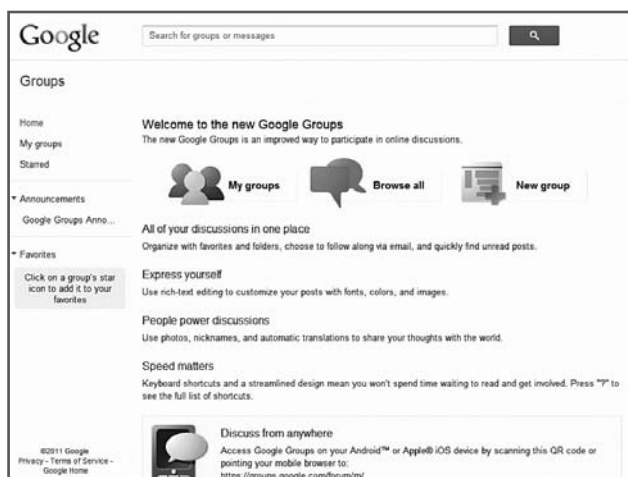 Google
Search for groups or messages
Groups
Home
My groups
Starred
Announcements
Google Groups Anno...
Favorites
Click on a group's star
icon to add it to your
favorites
©2011 Google
Privacy - Terms of Service -
Google Home
Welcome to the new Google Groups
The new Google Groups is an improved way to participate in online discussions.
My groups
Browse all
New group
All of your discussions in one place
Organize with favorites and folders, choose to follow along via email, and quickly find unread posts.
Express yourself
Use rich-text editing to customize your posts with fonts, colors, and images.
People power discussions
Use photos, nicknames, and automatic translations to share your thoughts with the world.
Speed matters
Keyboard shortcuts and a streamlined design mean you won't spend time waiting to read and get involved. Press "?" to
see the full list of shortcuts.
Discuss from anywhere
Access Google Groups on your Android™ or Apple® iOS device by scanning this QR code or
pointing your mobile browser to:
https://groups.google.com/forum/m/